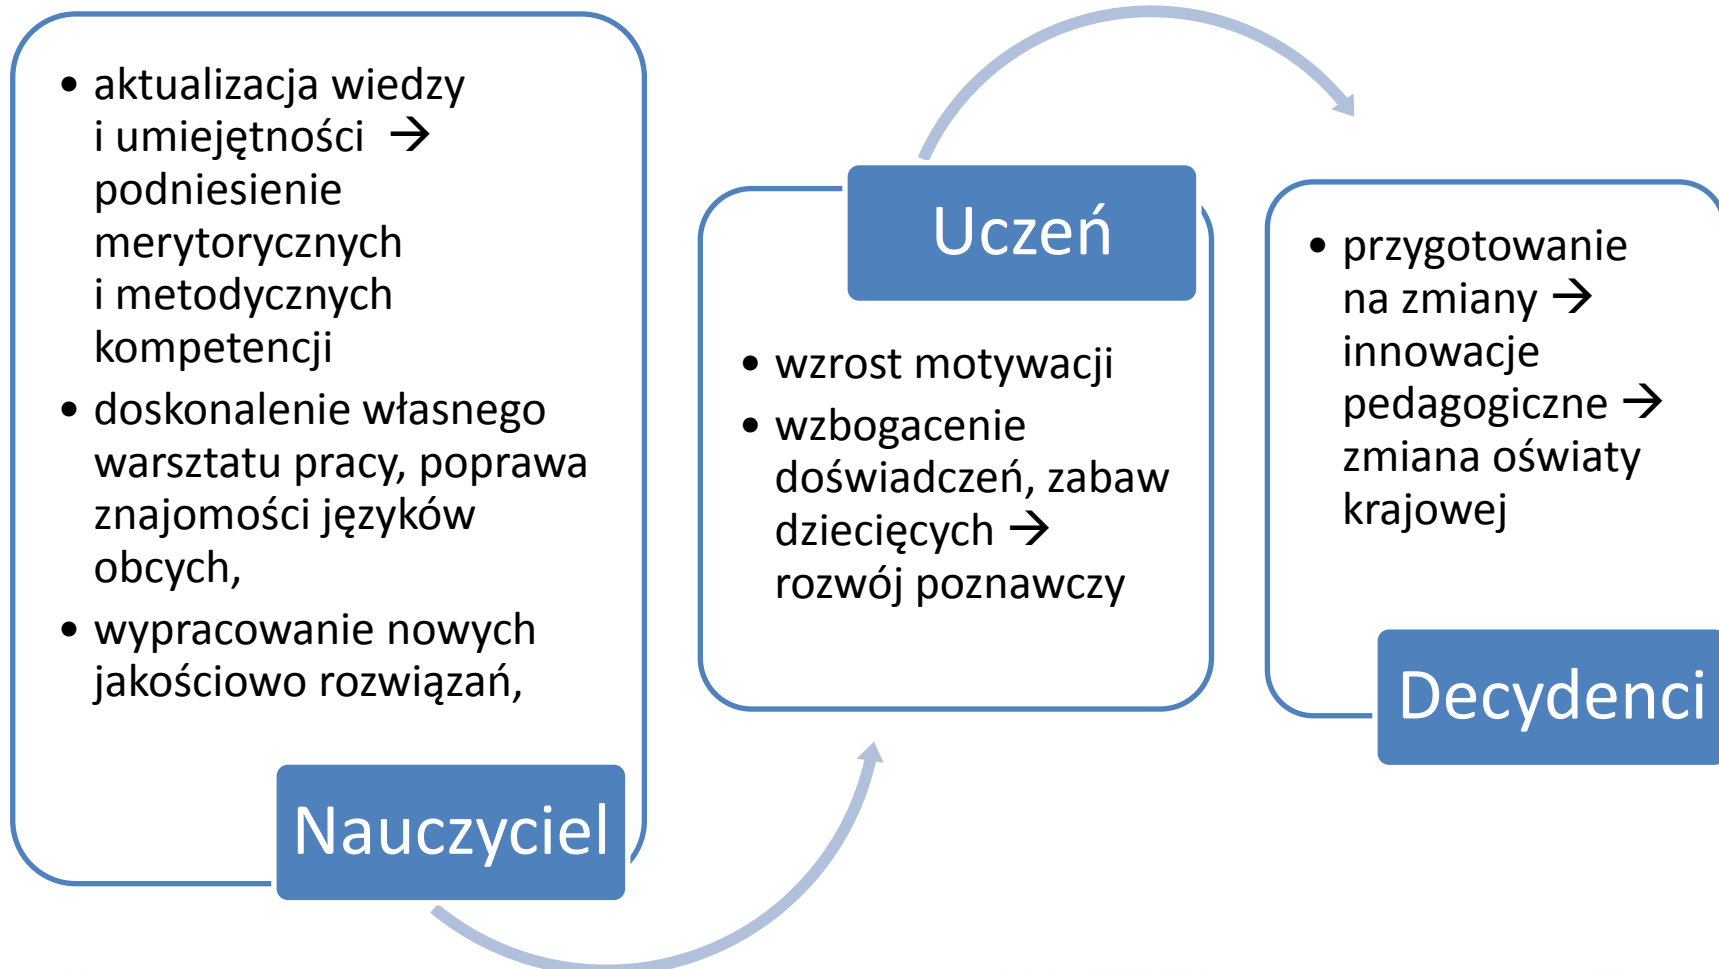 • aktualizacja wiedzy
i umiejętności →
podniesienie
merytorycznych
i metodycznych
kompetencji
• doskonalenie własnego
warsztatu pracy, poprawa
znajomości języków
obcych,
• wypracowanie nowych
jakościowo rozwiązań,
Nauczyciel
Uczeń
• wzrost motywacji
• wzbogacenie
doświadczeń, zabaw
dziecięcych →
rozwój poznawczy
• przygotowanie
na zmiany →
innowacje
pedagogiczne →
zmiana oświaty
krajowej
Decydenci